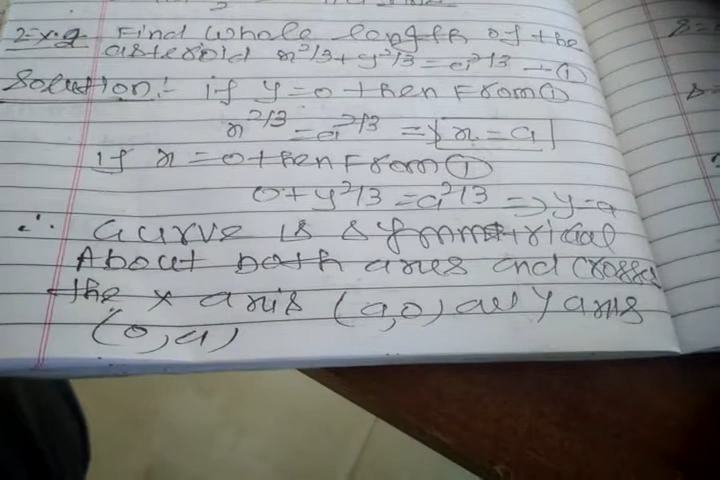 Ex.2 Find whole length of the
asteroid x^2/3 + y^2/3 = a^2/3 — ①
Solution:- if y=0 then From ①
x^2/3 = a^2/3 => x = a
if x = 0 then From ①
0 + y^2/3 = a^2/3 => y=a
∴ curve is symmetrical
About both axes and crosses
the x axis (a,0) Y axis
(0,a)